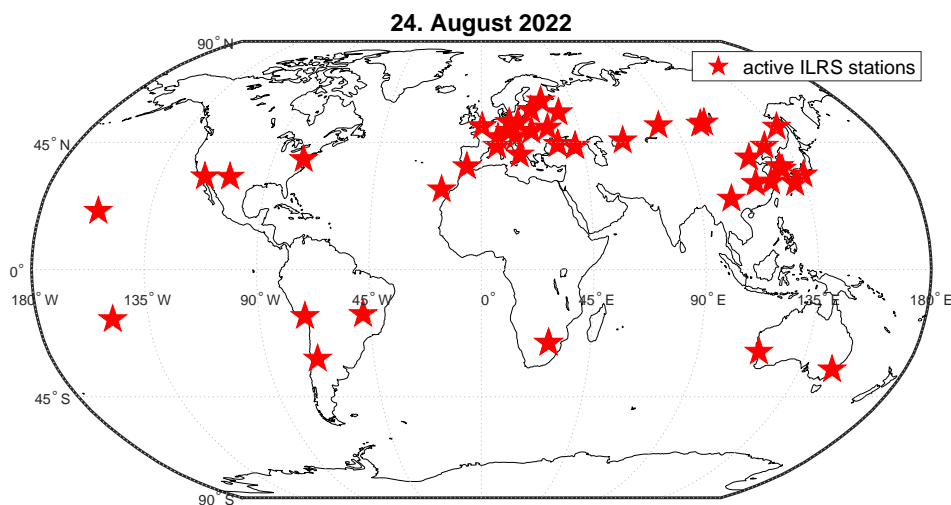 24. August 2022
90° N
active ILRS stations
45° N
0°
180° W
135° W
90° W
45° W
0°
45° E
90° E
135° E
180° E
45° S
90° S